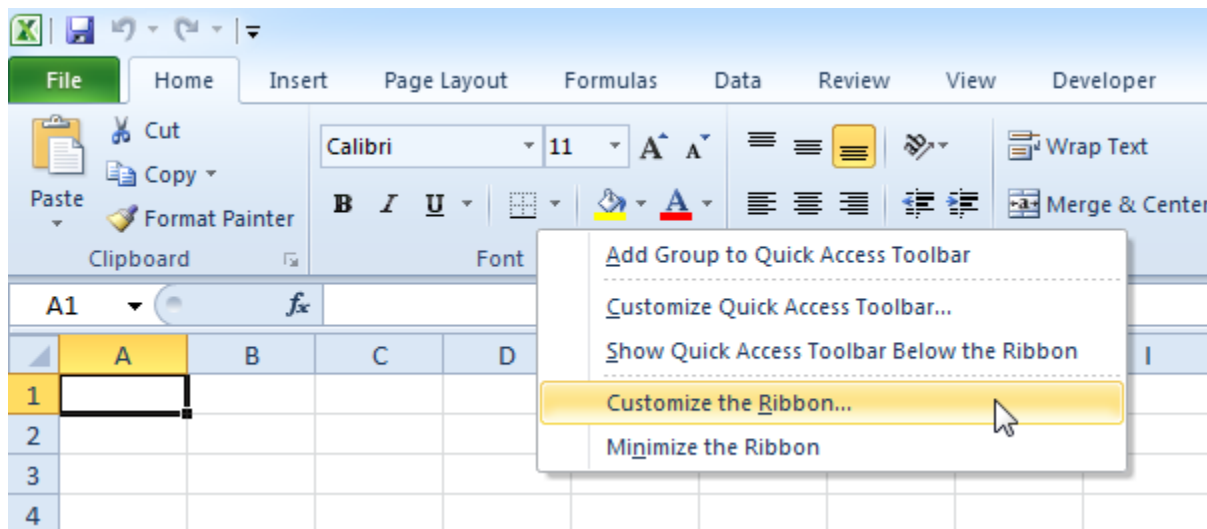 File Home Insert Page Layout Formulas Data Review View Developer
Cut
Calibri 11 A A Wrap Text
Copy
Paste
B I U A Merge & Center
Format Painter
Clipboard Font
Add Group to Quick Access Toolbar
A1 fx
Customize Quick Access Toolbar...
Show Quick Access Toolbar Below the Ribbon
A B C D I
Customize the Ribbon...
Minimize the Ribbon
1
2
3
4